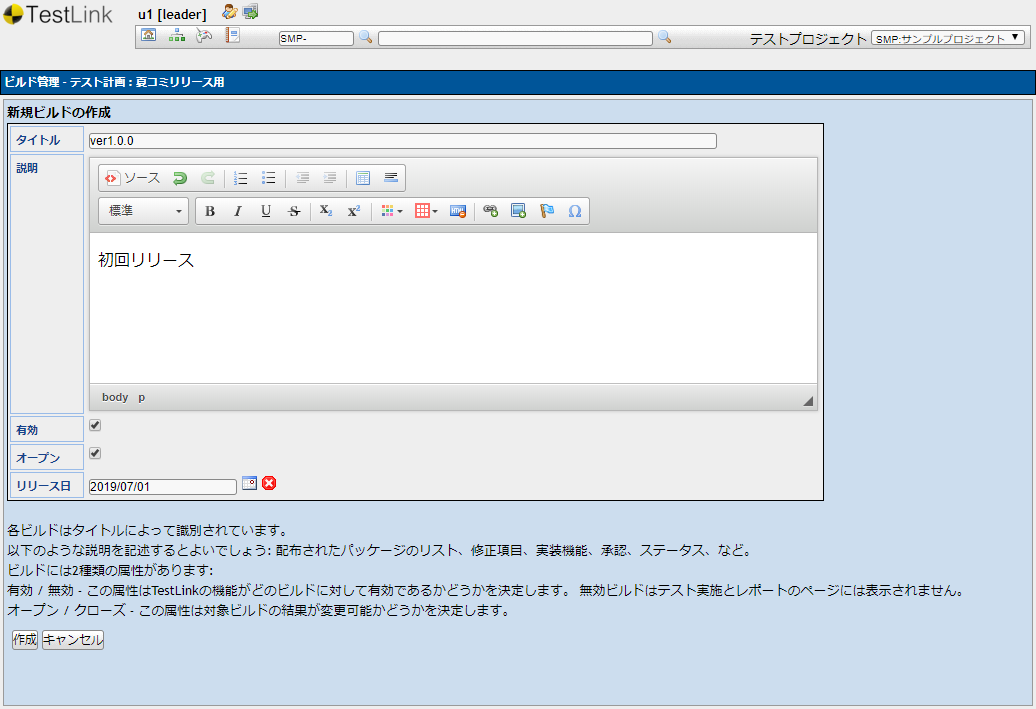 TestLink
u1 [leader]
SMP-
テストプロジェクト SMP:サンプルプロジェクト
ビルド管理 - テスト計画 : 夏コミリリース用
新規ビルドの作成
タイトル ver1.0.0
説明
ソース
標準 B I U S X₂ X² Ω
初回リリース
body p
有効
オープン
リリース日 2019/07/01
各ビルドはタイトルによって識別されています。
以下のような説明を記述するとよいでしょう: 配布されたパッケージのリスト、修正項目、実装機能、承認、ステータス、など。
ビルドには2種類の属性があります:
有効 / 無効 - この属性はTestLinkの機能がどのビルドに対して有効であるかどうかを決定します。 無効ビルドはテスト実施とレポートのページには表示されません。
オープン / クローズ - この属性は対象ビルドの結果が変更可能かどうかを決定します。
作成 キャンセル